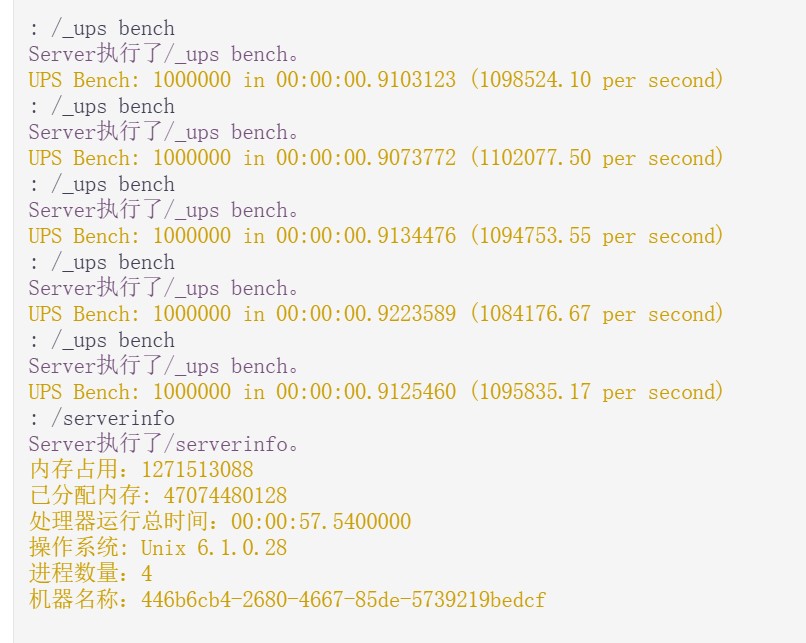 : /_ups bench
Server执行了/_ups bench。
UPS Bench: 1000000 in 00:00:00.9103123 (1098524.10 per second)
: /_ups bench
Server执行了/_ups bench。
UPS Bench: 1000000 in 00:00:00.9073772 (1102077.50 per second)
: /_ups bench
Server执行了/_ups bench。
UPS Bench: 1000000 in 00:00:00.9134476 (1094753.55 per second)
: /_ups bench
Server执行了/_ups bench。
UPS Bench: 1000000 in 00:00:00.9223589 (1084176.67 per second)
: /_ups bench
Server执行了/_ups bench。
UPS Bench: 1000000 in 00:00:00.9125460 (1095835.17 per second)
: /serverinfo
Server执行了/serverinfo。
内存占用: 1271513088
已分配内存: 47074480128
处理器运行总时间: 00:00:57.5400000
操作系统: Unix 6.1.0.28
进程数量: 4
机器名称: 446b6cb4-2680-4667-85de-5739219bedcf